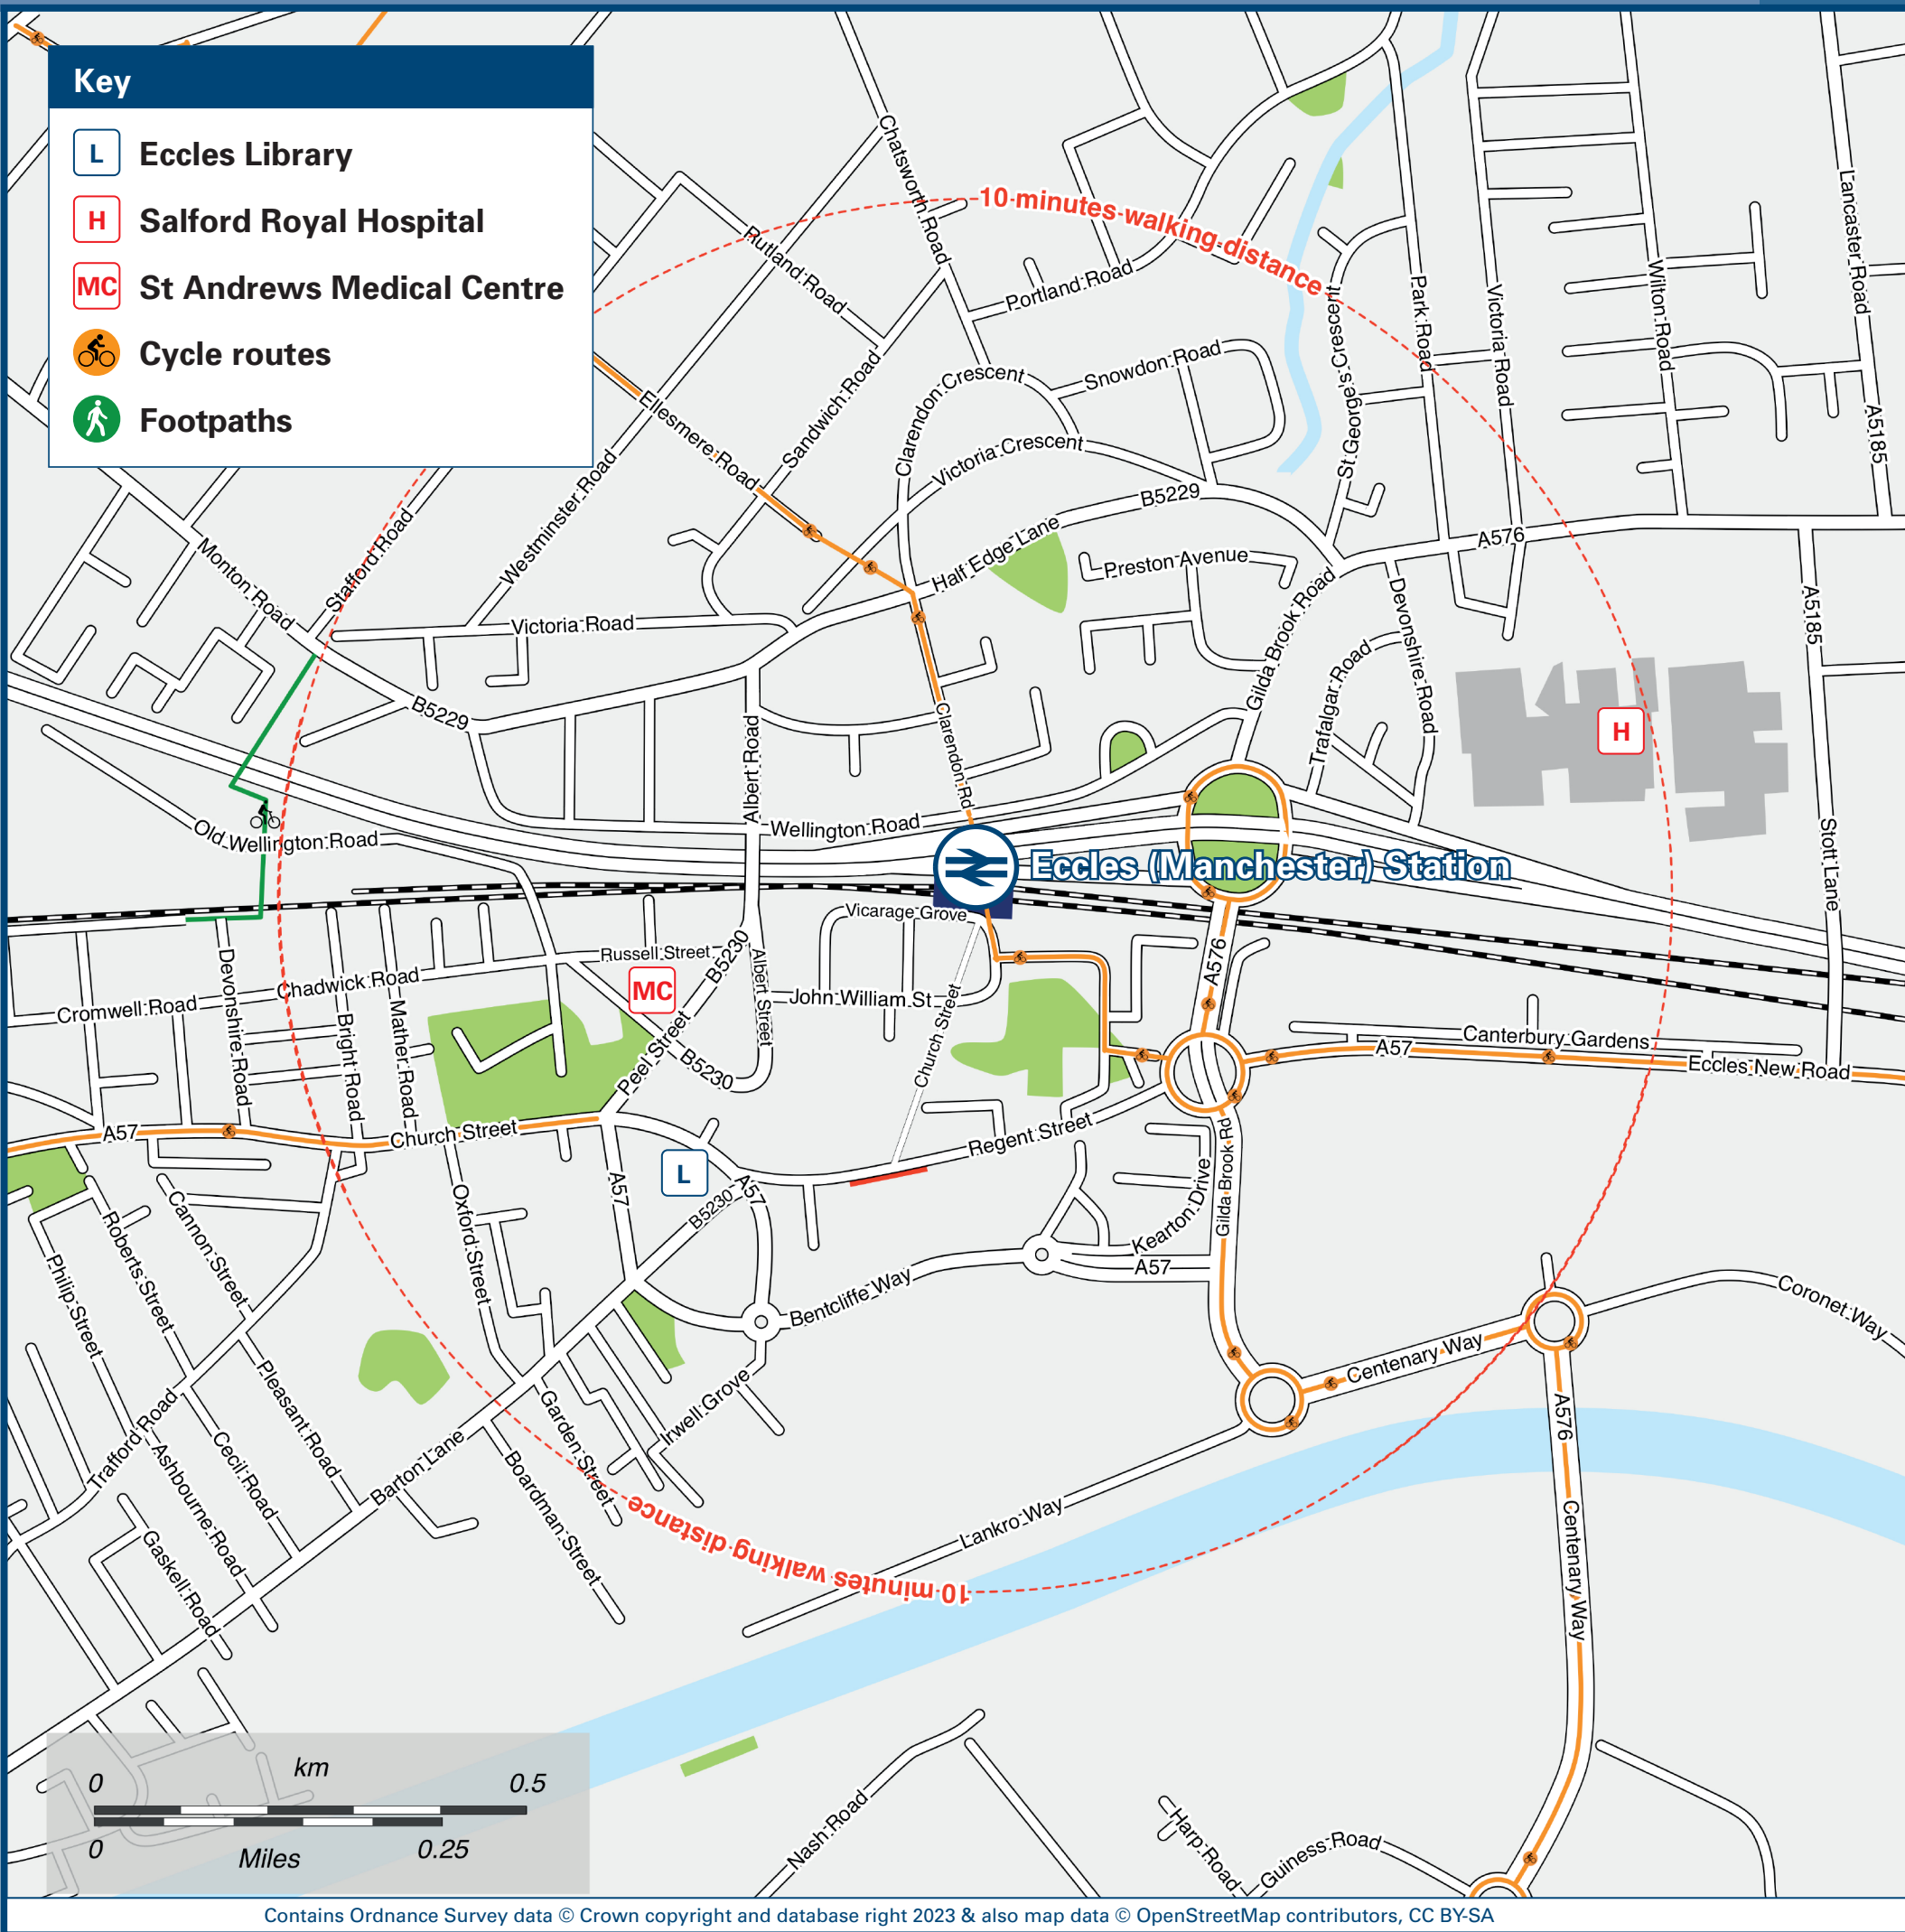 Key
L Eccles Library
H Salford Royal Hospital
MC St Andrews Medical Centre
Cycle routes
Footpaths
10 minutes walking distance
Chatsworth Road
Rutland Road
Portland Road
Lancaster Road
Wilton Road
Victoria Road
Park Road
St Georges Crescent
Snowdon Road
Clarendon Crescent
Sandwich Road
Ellesmere Road
Victoria Crescent
A5185
B5229
Half Edge Lane
Westminster Road
Stafford Road
Monton Road
Preston Avenue
A576
Gilda Brook Road
Devonshire Road
A5185
Victoria Road
Trafalgar Road
B5229
Albert Road
Clarendon Rd
H
Wellington Road
Old Wellington Road
Eccles (Manchester) Station
Stott Lane
Vicarage Grove
Russell Street
B5230
Albert Street
A576
MC
John William St
Church Street
Chadwick Road
Cromwell Road
Devonshire Road
Bright Road
Mather Road
Peel Street
B5230
Canterbury Gardens
A57
Eccles New Road
A57
Church Street
Regent Street
L
A57
A57
B5230
Oxford Street
Kearton Drive
Gilda Brook Rd
A57
Cannon Street
Roberts Street
Philip Street
Bentcliffe Way
Coronet Way
Centenary Way
Pleasant Road
Irwell Grove
Garden Street
Trafford Road
Barton Lane
Cecil Road
Ashbourne Road
Boardman Street
Gaskell Road
A576
Centenary Way
Lankro Way
10 minutes walking distance
km
0 0.5
0 0.25
Miles
Nash Road
Harp Road
Guiness Road
Contains Ordnance Survey data © Crown copyright and database right 2023 & also map data © OpenStreetMap contributors, CC BY-SA